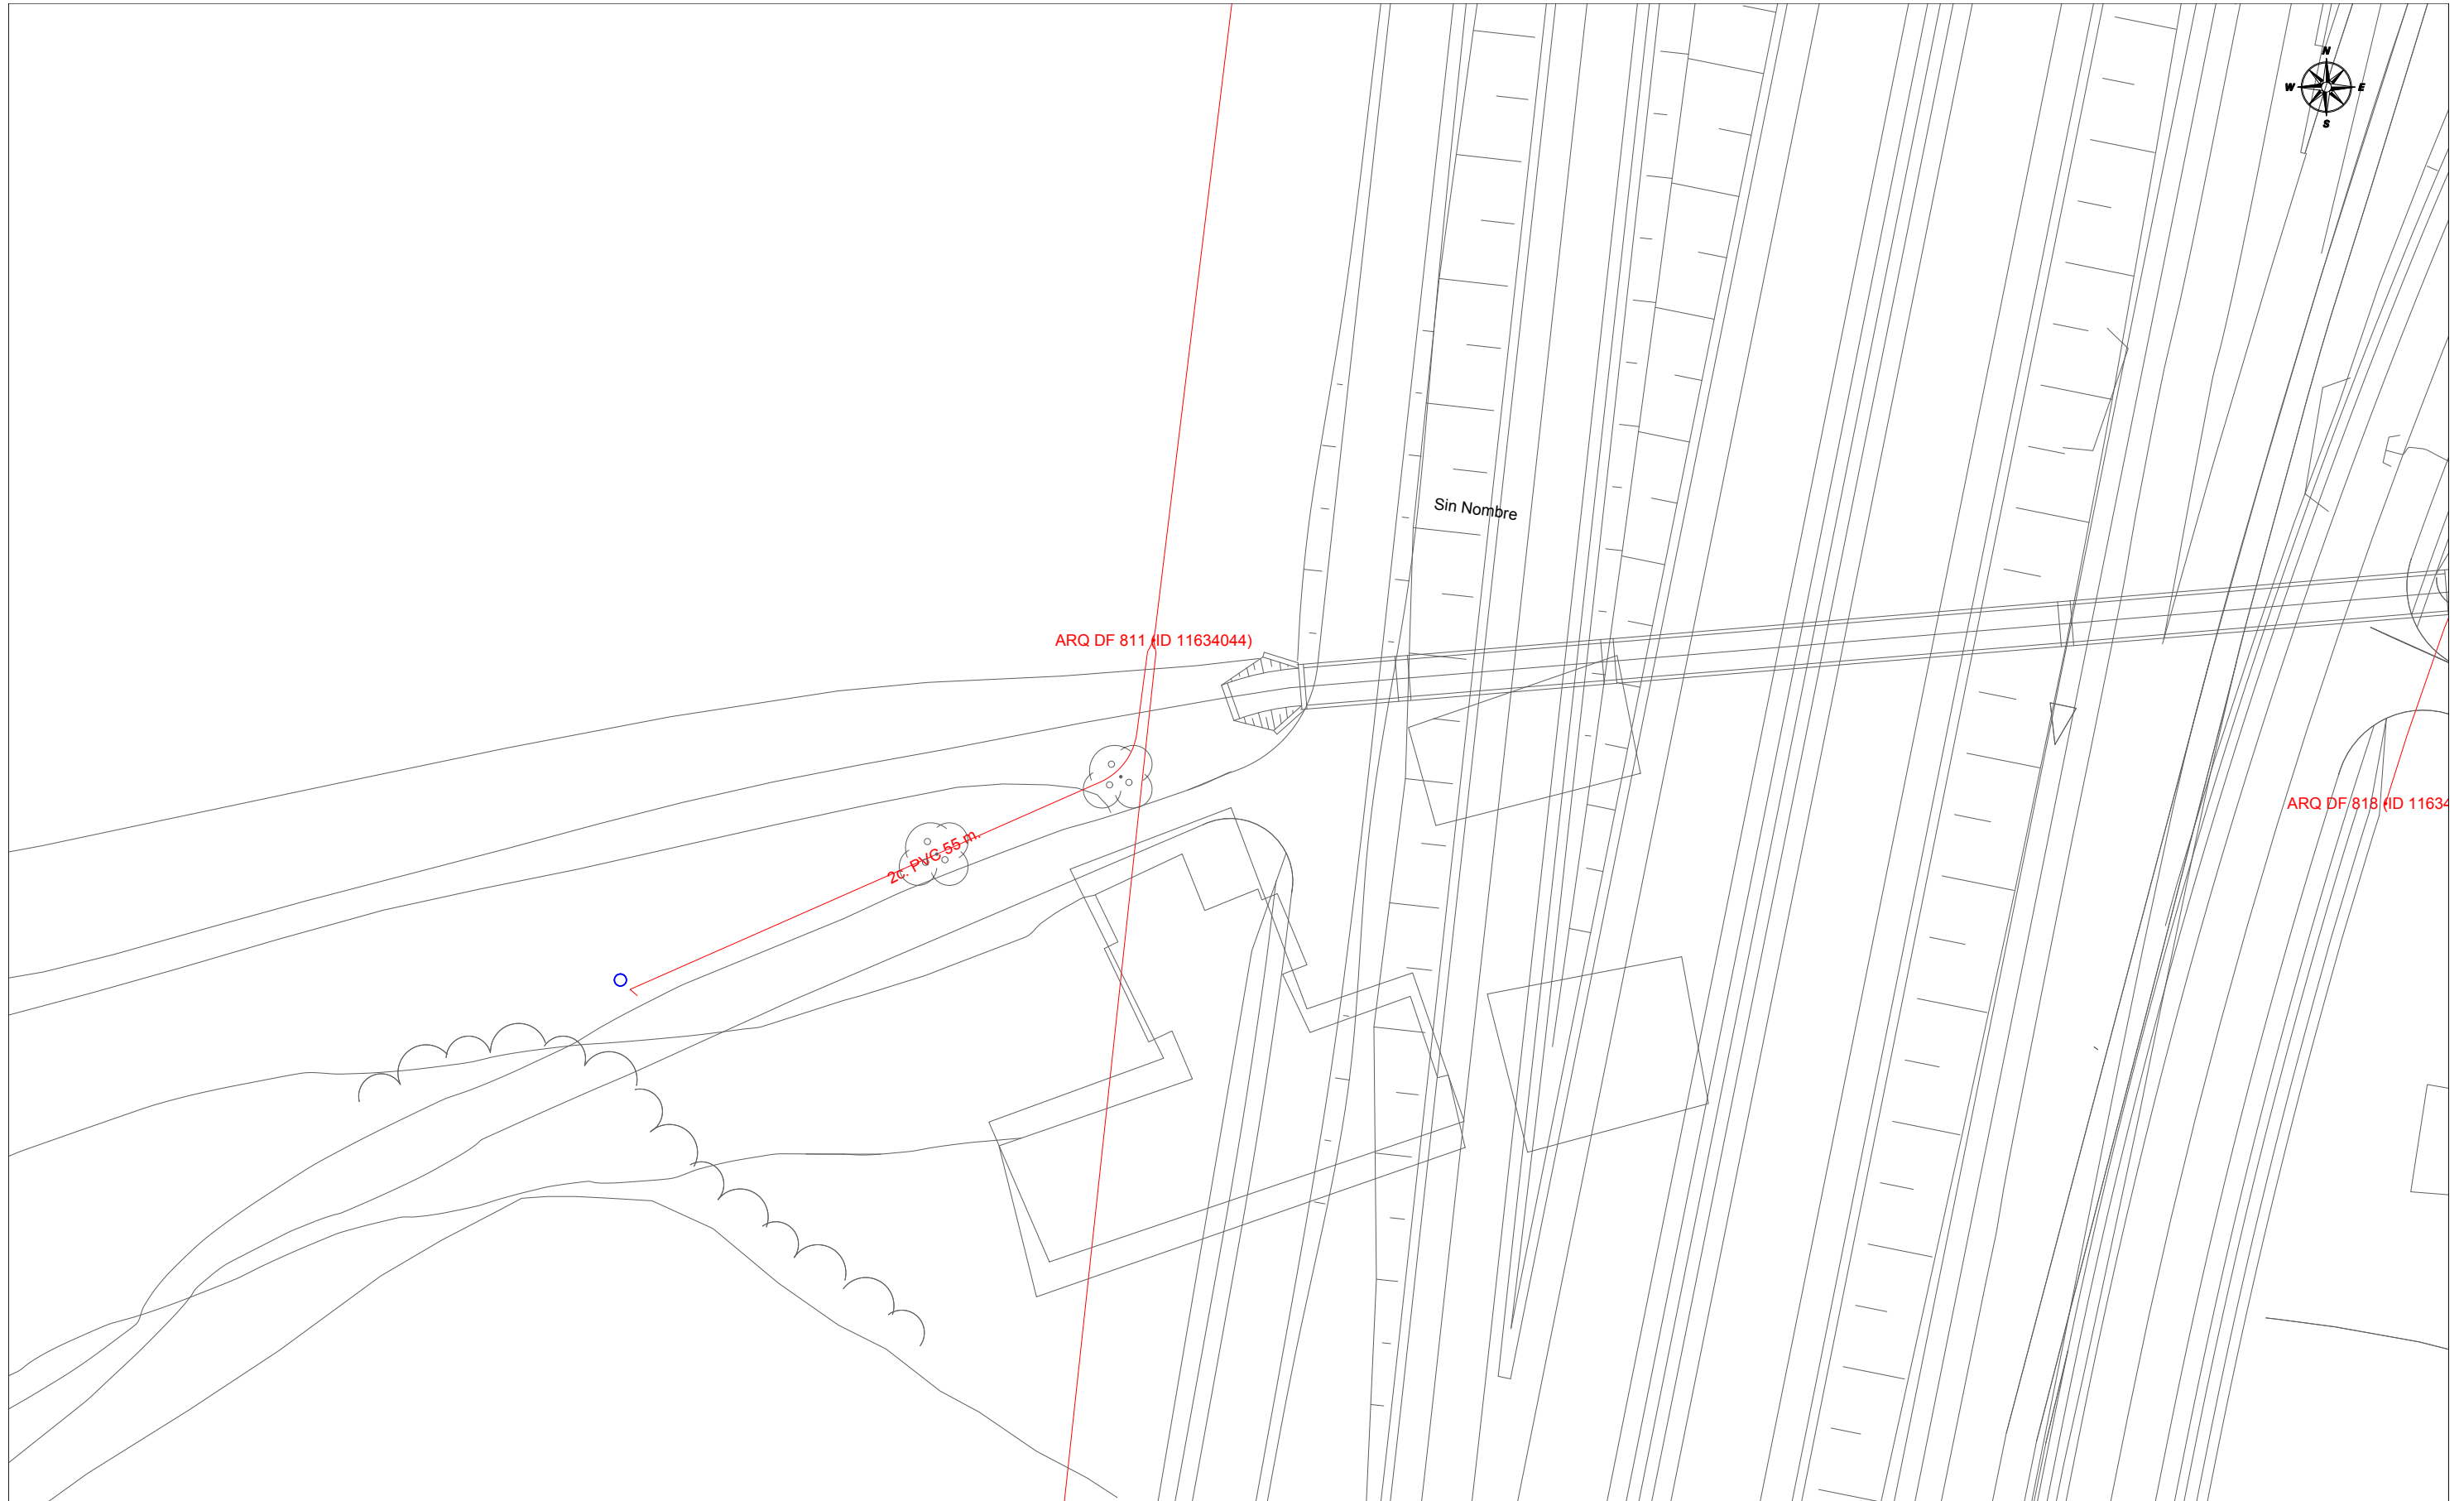 N
W E
S
Sin Nombre
ARQ DF 811 (ID 11634044)
ARQ DF 818 (ID 11634
2c. PVC 55 m.